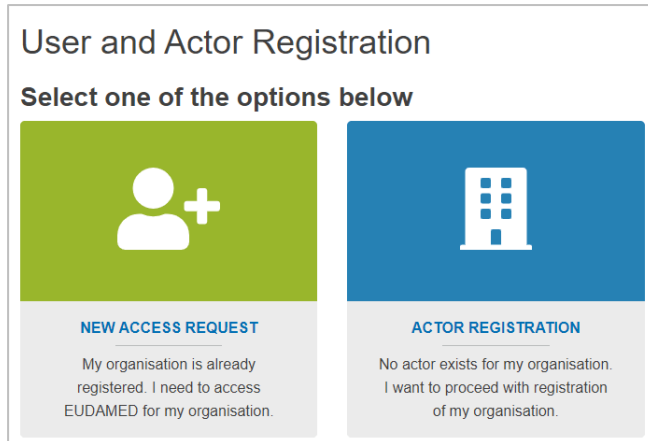 User and Actor Registration
Select one of the options below
NEW ACCESS REQUEST
My organisation is already
registered. I need to access
EUDAMED for my organisation.
ACTOR REGISTRATION
No actor exists for my organisation.
I want to proceed with registration
of my organisation.